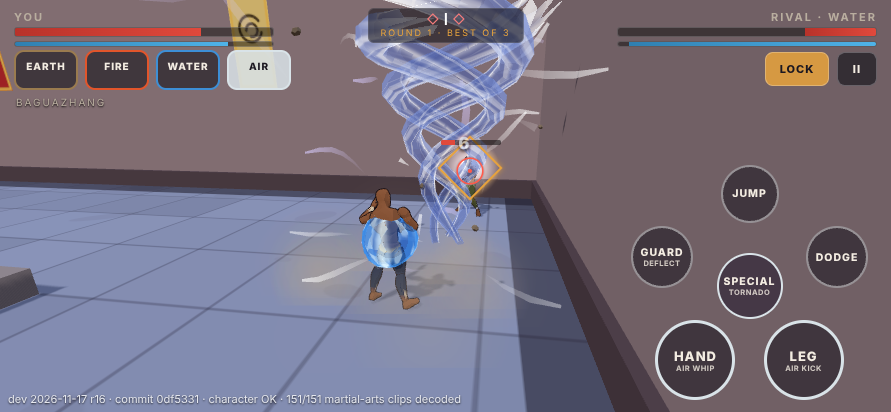 YOU
RIVAL · WATER
ROUND 1 · BEST OF 3
EARTH
FIRE
WATER
AIR
LOCK
BAGUAZHANG
6
JUMP
GUARD
DEFLECT
DODGE
SPECIAL
TORNADO
HAND
AIR WHIP
LEG
AIR KICK
dev 2026-11-17 r16 · commit 0df5331 · character OK · 151/151 martial-arts clips decoded